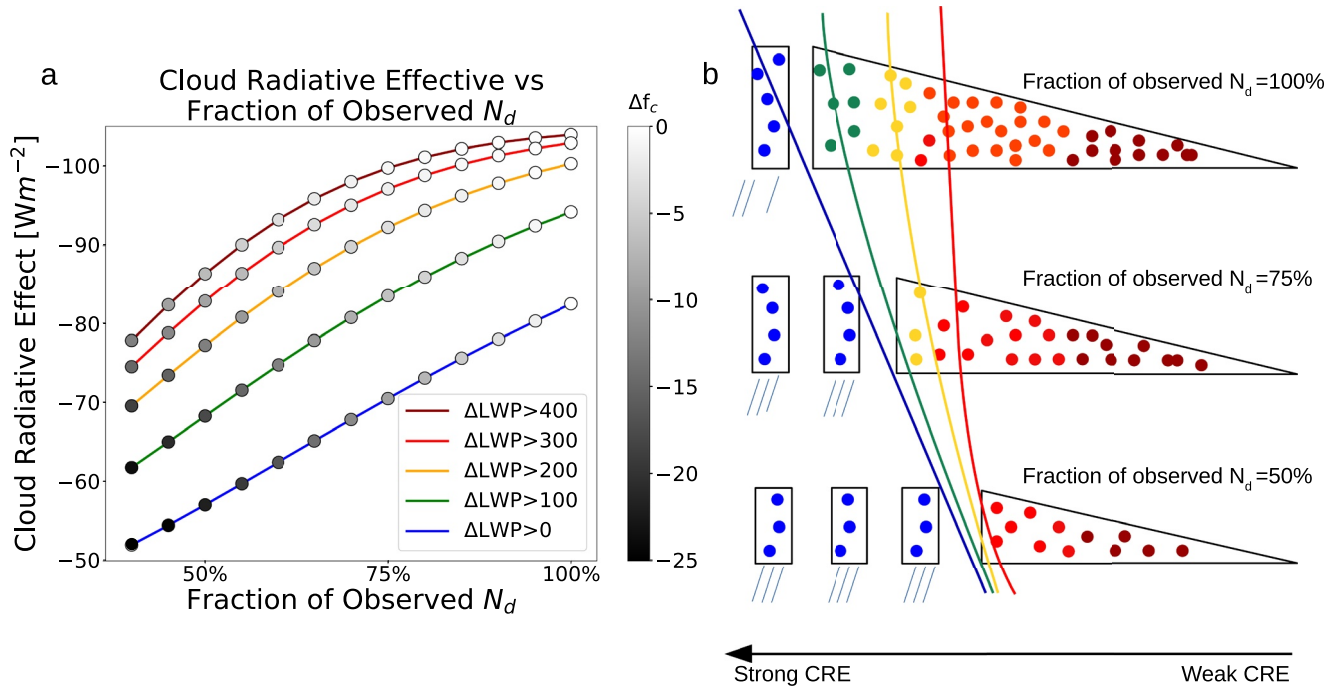 a
Cloud Radiative Effective vs
Fraction of Observed N_d
Cloud Radiative Effect [Wm⁻²]
−100
−90
−80
−70
−60
−50
50%
75%
100%
Fraction of Observed N_d
ΔLWP>400
ΔLWP>300
ΔLWP>200
ΔLWP>100
ΔLWP>0
Δf_c
0
−5
−10
−15
−20
−25
b
Fraction of observed N_d=100%
Fraction of observed N_d=75%
Fraction of observed N_d=50%
Strong CRE
Weak CRE